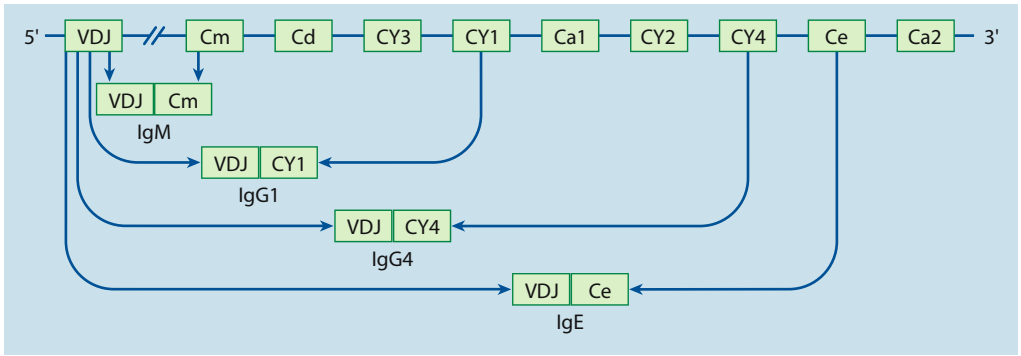 5' VDJ Cm Cd CY3 CY1 Ca1 CY2 CY4 Ce Ca2 3'
VDJ Cm
IgM
VDJ CY1
IgG1
VDJ CY4
IgG4
VDJ Ce
IgE